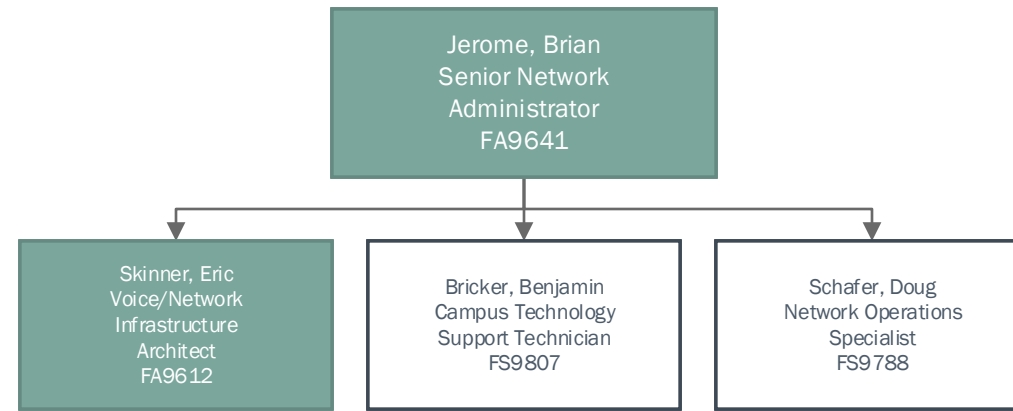 Jerome, Brian
Senior Network
Administrator
FA9641
Skinner, Eric
Voice/Network
Infrastructure
Architect
FA9612
Bricker, Benjamin
Campus Technology
Support Technician
FS9807
Schafer, Doug
Network Operations
Specialist
FS9788